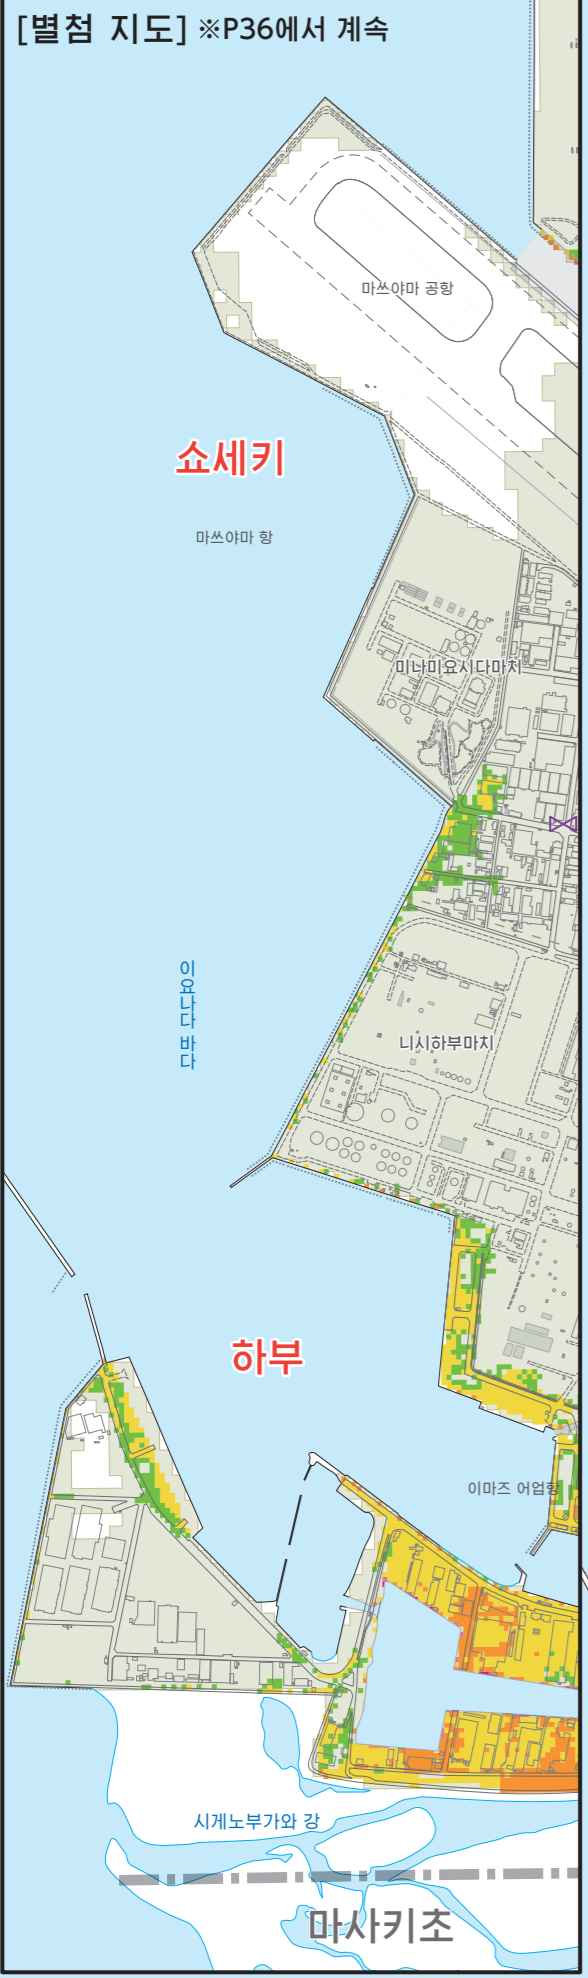 [별첨 지도] ※P36에서 계속
마쓰야마 공항
쇼세키
마쓰야마 항
미나미요시다마치
이요나다 바다
니시하부마치
하부
이마즈 어업항
시게노부가와 강
마사키초